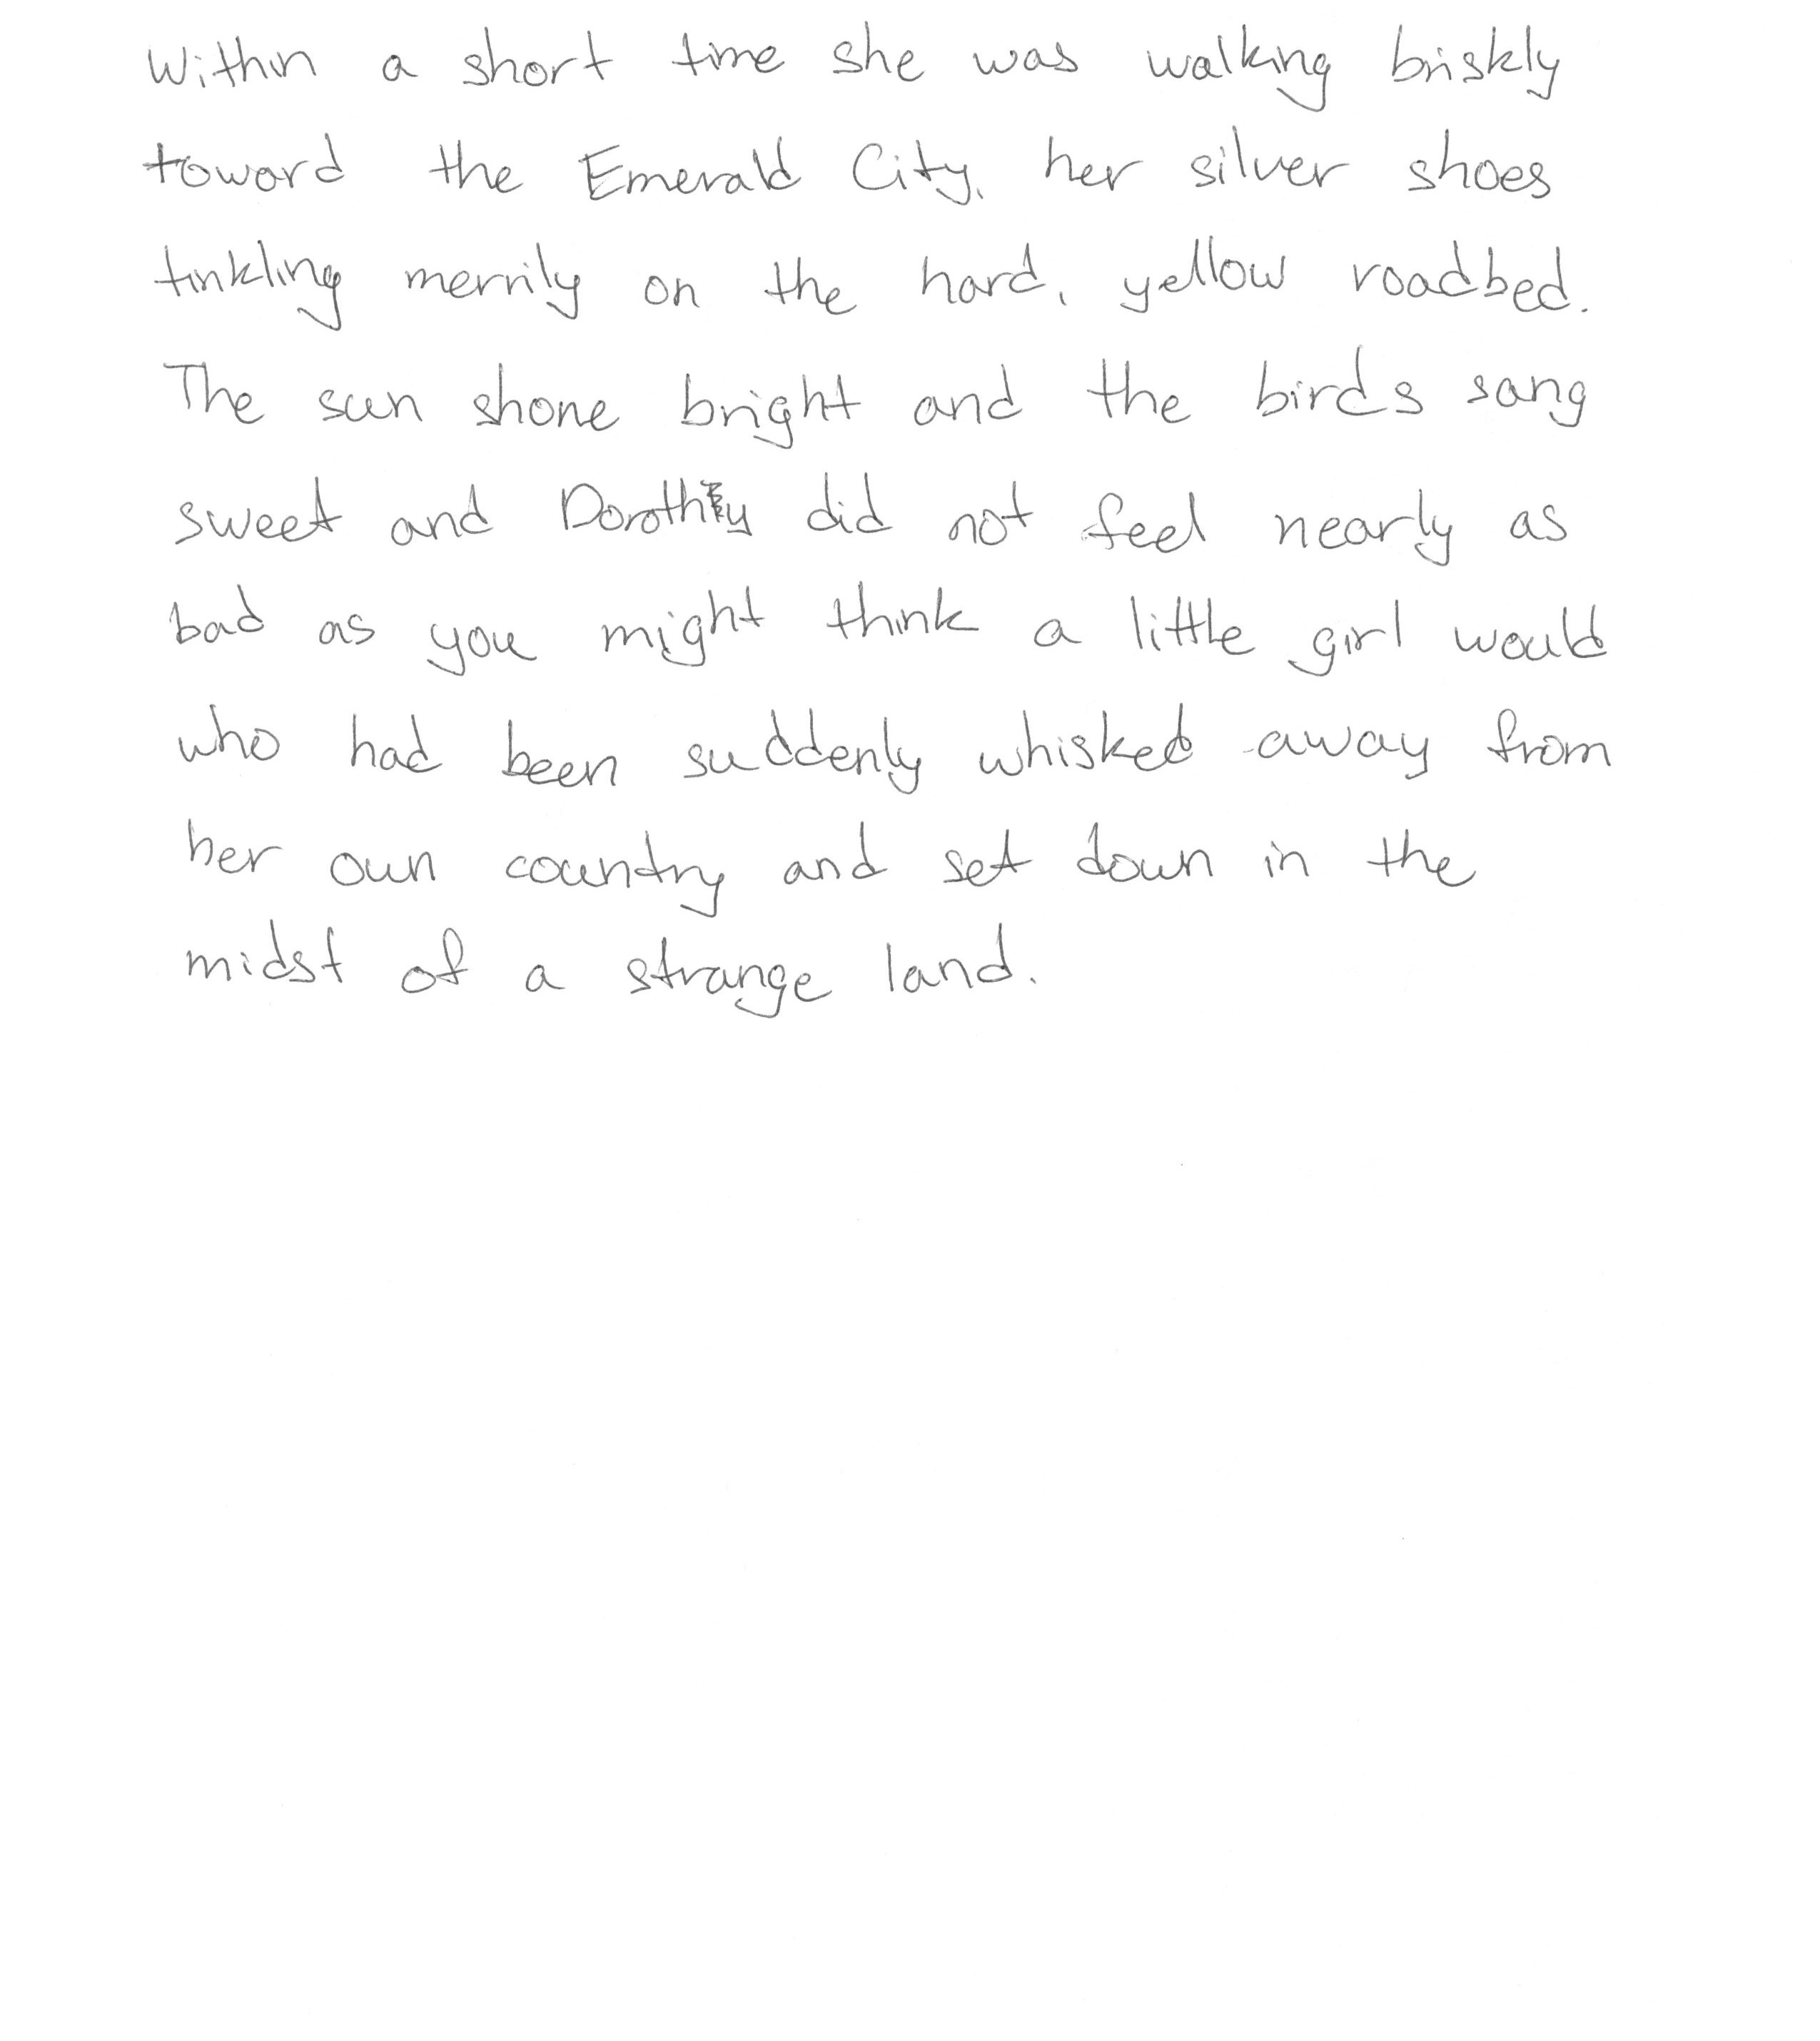 Within a short time she was walking briskly
toward the Emerald City, her silver shoes
tinkling merrily on the hard, yellow roadbed.
The sun shone bright and the birds sang
sweet and Dorothy did not feel nearly as
bad as you might think a little girl would
who had been suddenly whisked away from
her own country and set down in the
midst of a strange land.